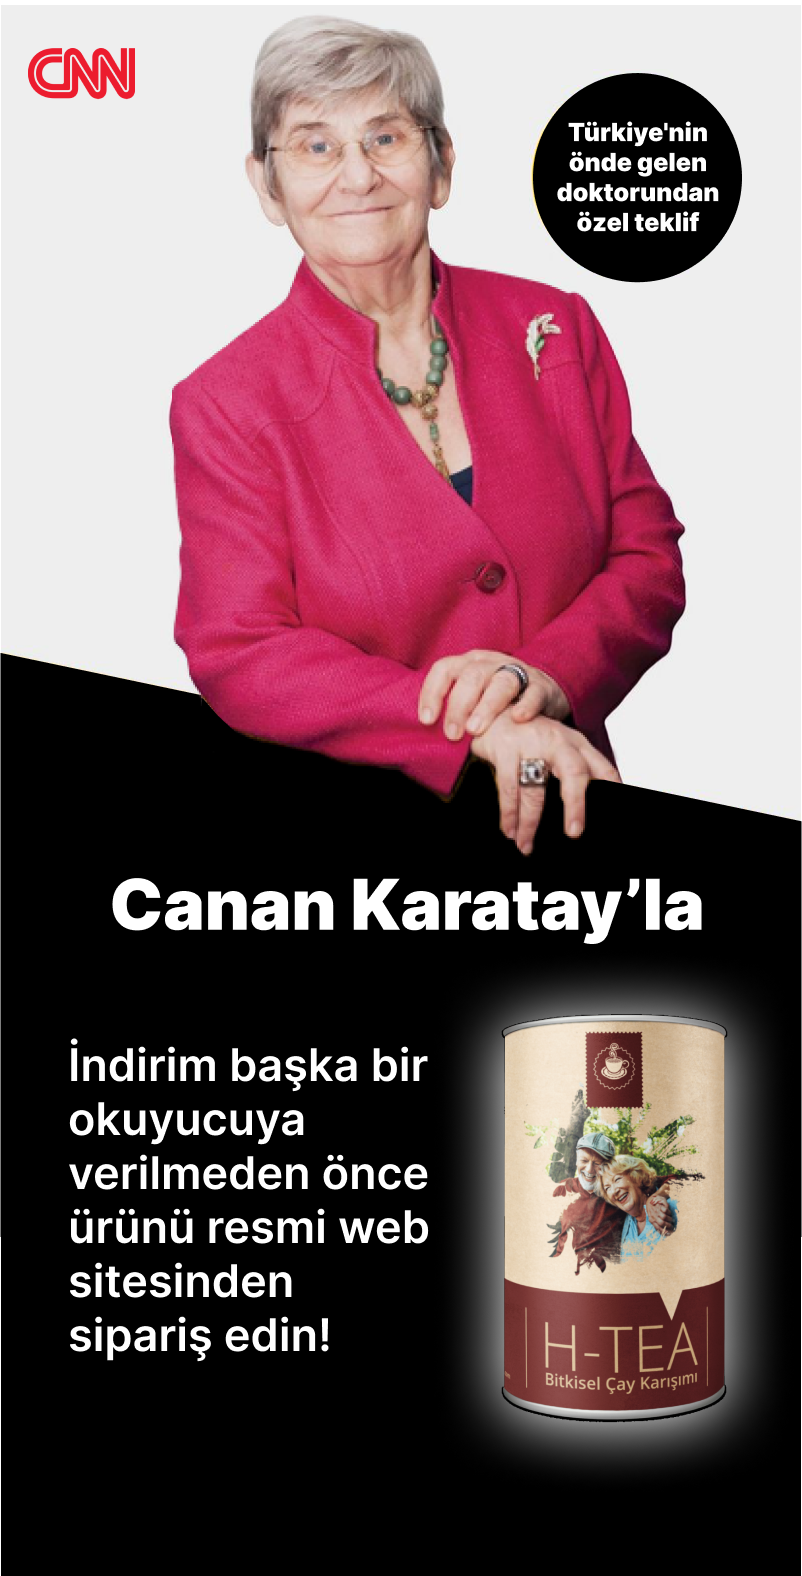 CNN
Türkiye'nin
önde gelen
doktorundan
özel teklif
Canan Karatay’la
İndirim başka bir
okuyucuya
verilmeden önce
ürünü resmi web
sitesinden
sipariş edin!
H-TEA
Bitkisel Çay Karışımı